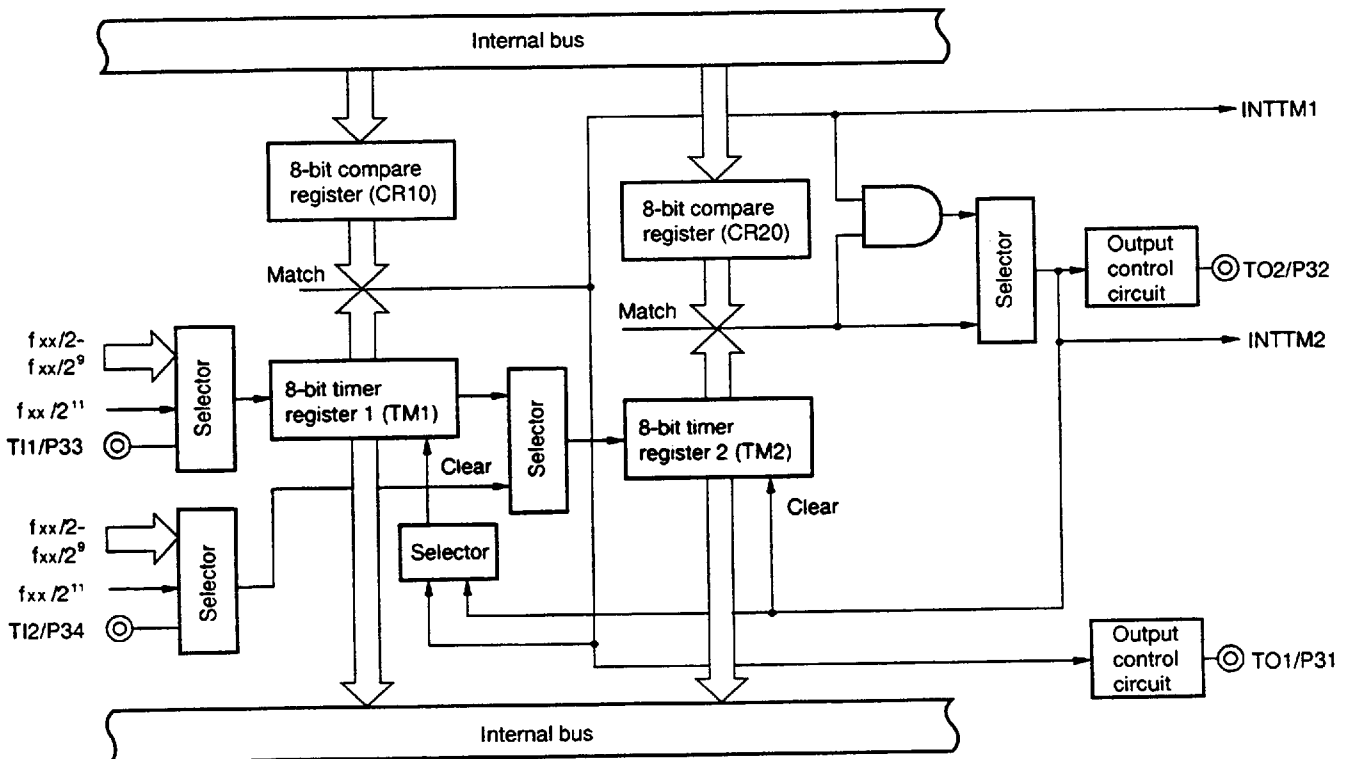 Internal bus
INTTM1
8-bit compare
register (CR10)
8-bit compare
register (CR20)
Selector
Output
control
circuit
TO2/P32
Match
Match
INTTM2
fxx/2-
fxx/2⁹
fxx/2¹¹
TI1/P33
Selector
8-bit timer
register 1 (TM1)
Selector
8-bit timer
register 2 (TM2)
Clear
Clear
fxx/2-
fxx/2⁹
fxx/2¹¹
TI2/P34
Selector
Selector
Output
control
circuit
TO1/P31
Internal bus